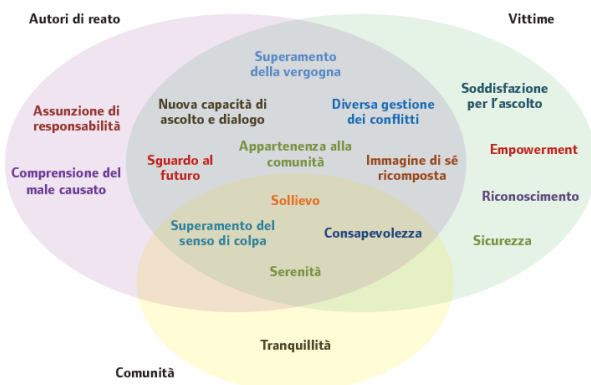 Autori di reato
Vittime
Superamento
della vergogna
Soddisfazione
per l'ascolto
Assunzione di
responsabilità
Nuova capacità di
ascolto e dialogo
Diversa gestione
dei conflitti
Empowerment
Appartenenza alla
comunità
Comprensione del
male causato
Sguardo al
futuro
Immagine di sé
ricomposta
Riconoscimento
Sollievo
Superamento del
senso di colpa
Consapevolezza
Sicurezza
Serenità
Tranquillità
Comunità